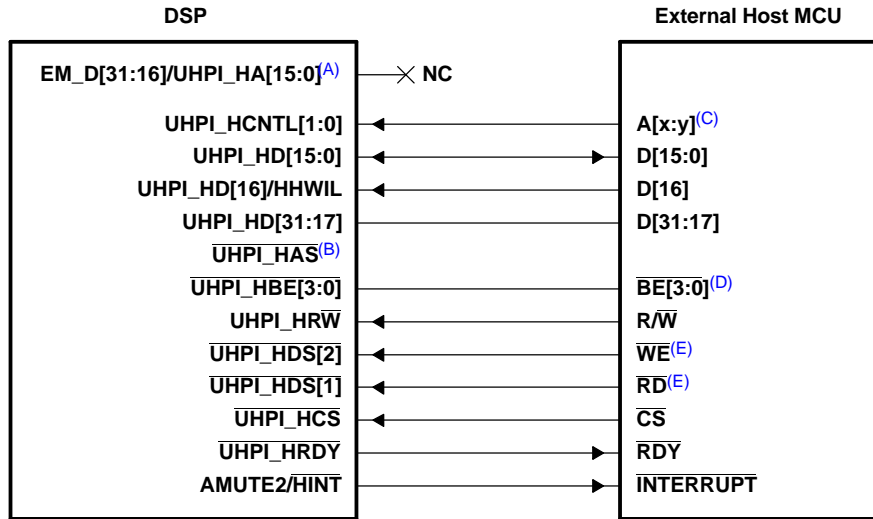 DSP External Host MCU
EM_D[31:16]/UHPI_HA[15:0](A) NC
UHPI_HCNTL[1:0] A[x:y](C)
UHPI_HD[15:0] D[15:0]
UHPI_HD[16]/HHWIL D[16]
UHPI_HD[31:17] D[31:17]
UHPI_HAS(B)
UHPI_HBE[3:0] BE[3:0](D)
UHPI_HRW R/W
UHPI_HDS[2] WE(E)
UHPI_HDS[1] RD(E)
UHPI_HCS CS
UHPI_HRDY RDY
AMUTE2/HINT INTERRUPT